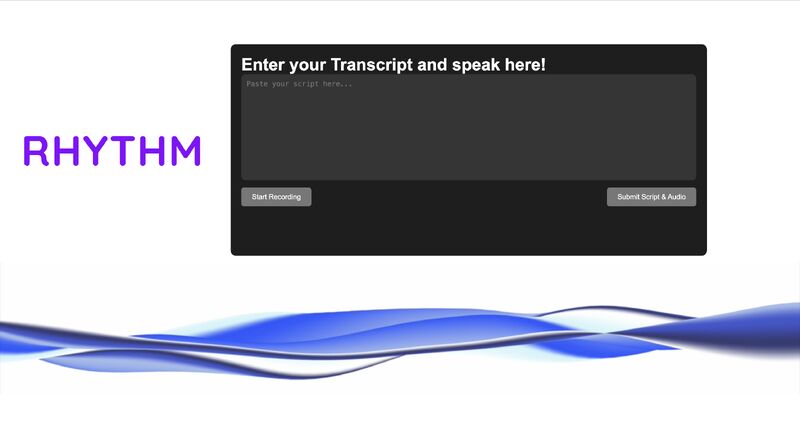 Enter your Transcript and speak here!
Paste your script here...
RHYTHM
Start Recording
Submit Script & Audio